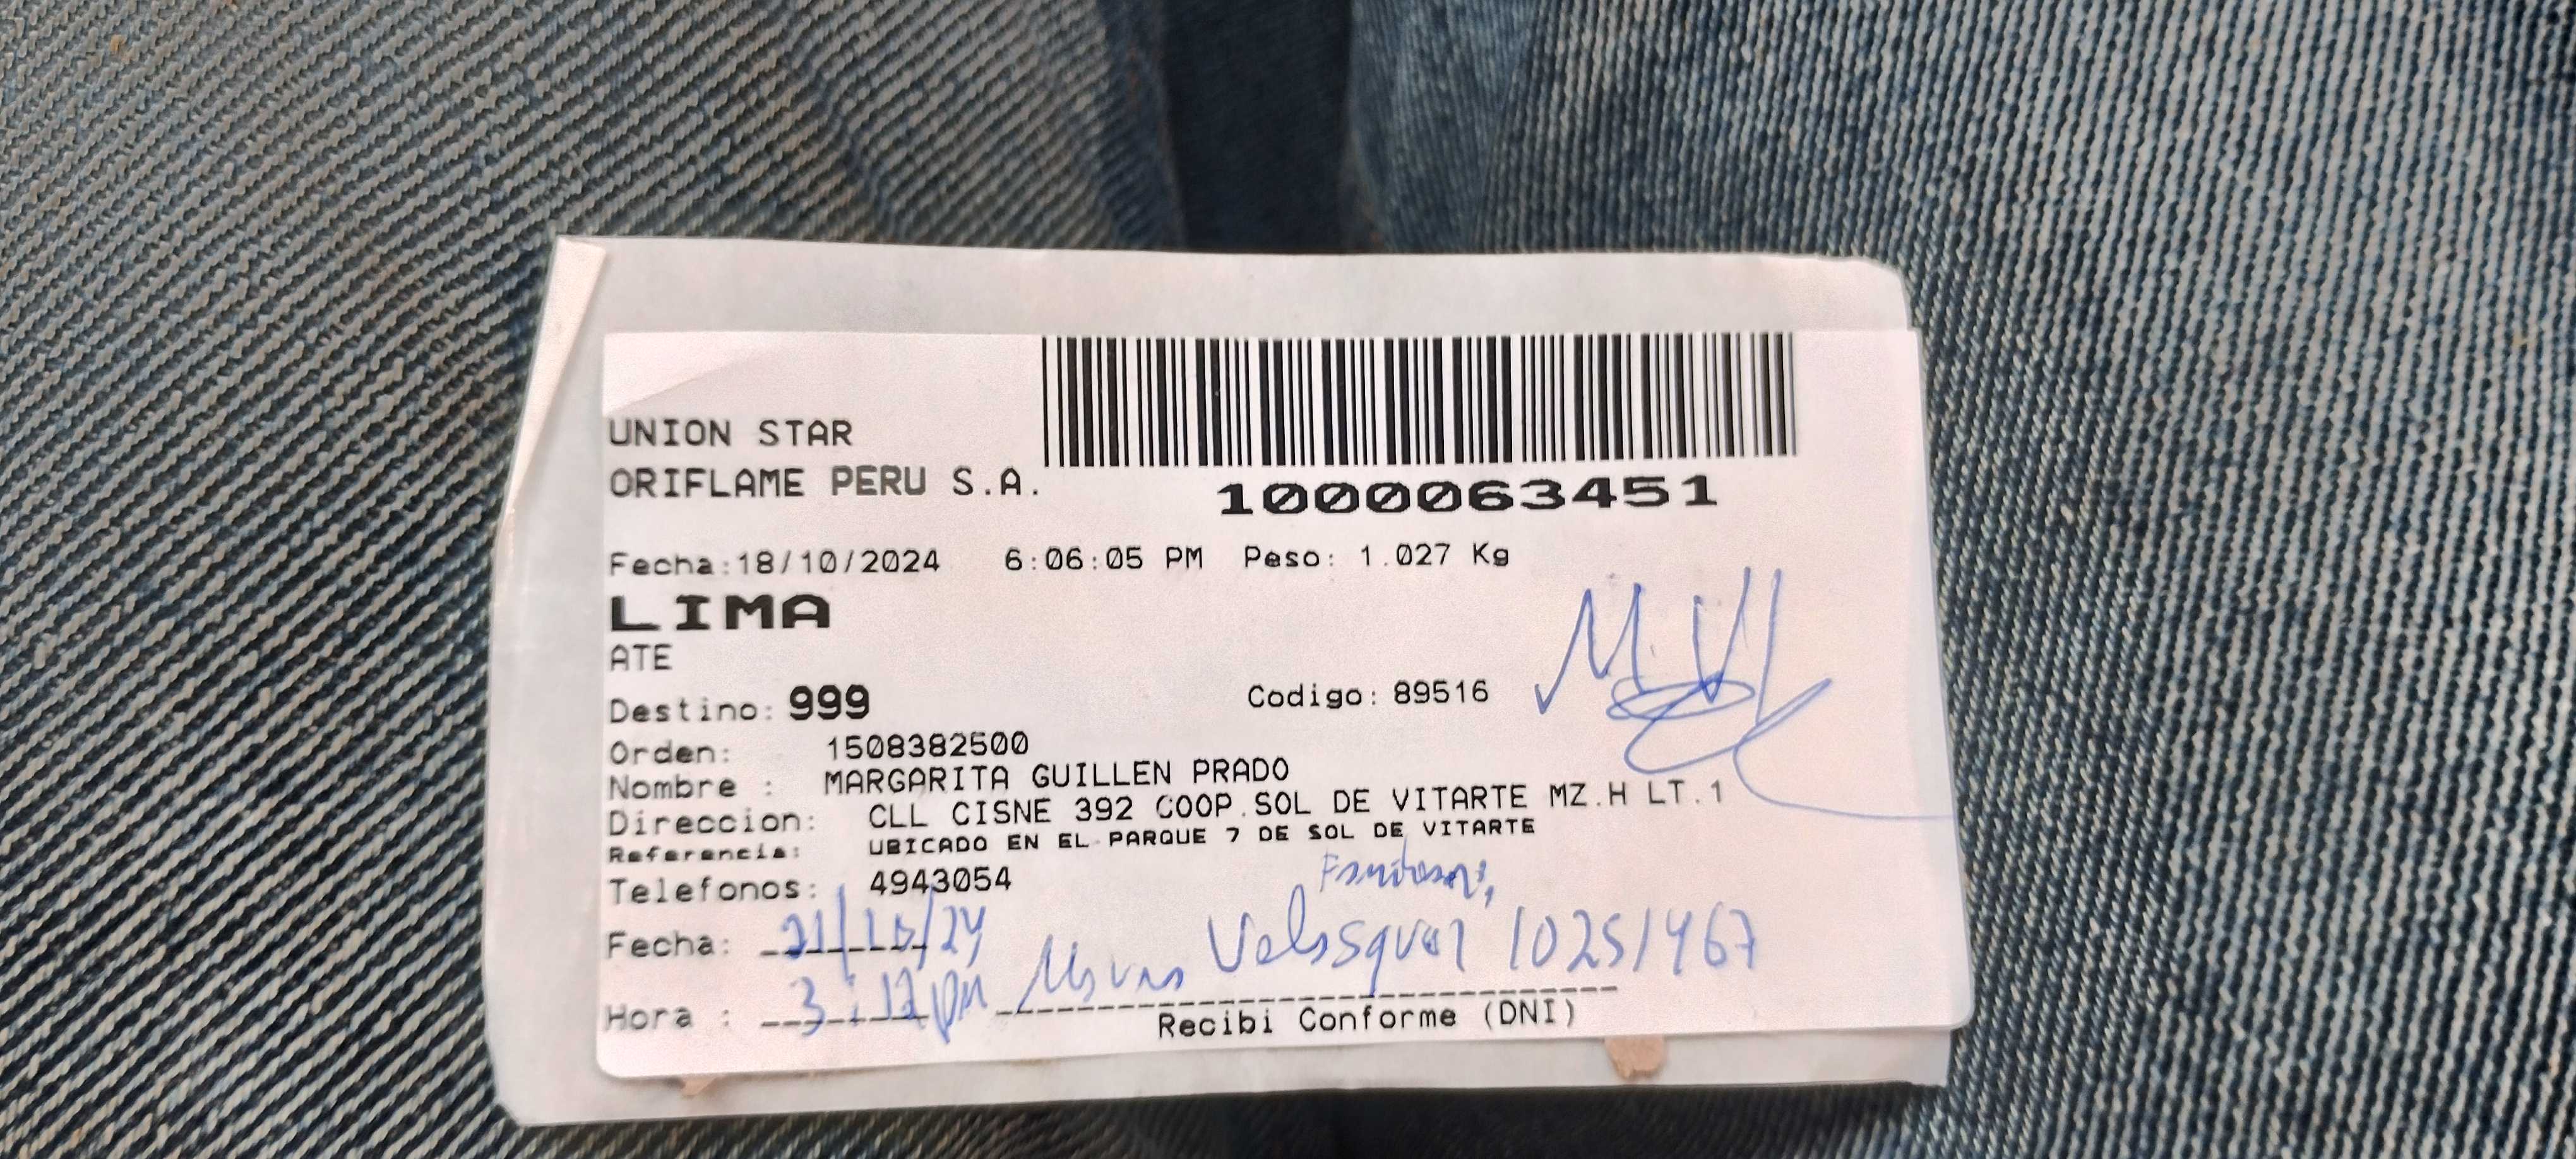 UNION STAR
ORIFLAME PERU S.A.
1000063451
Fecha:18/10/2024 6:06:05 PM Peso: 1.027 Kg
LIMA
ATE
Destino: 999 Codigo: 89516
Orden: 1508382500
Nombre : MARGARITA GUILLEN PRADO
Direccion: CLL CISNE 392 COOP.SOL DE VITARTE MZ.H LT.1
Referencia: UBICADO EN EL PARQUE 7 DE SOL DE VITARTE
Telefonos: 4943054
Fecha: 21/10/24
Velasquez 10251467
Hora : 3:12 pm
Recibi Conforme (DNI)